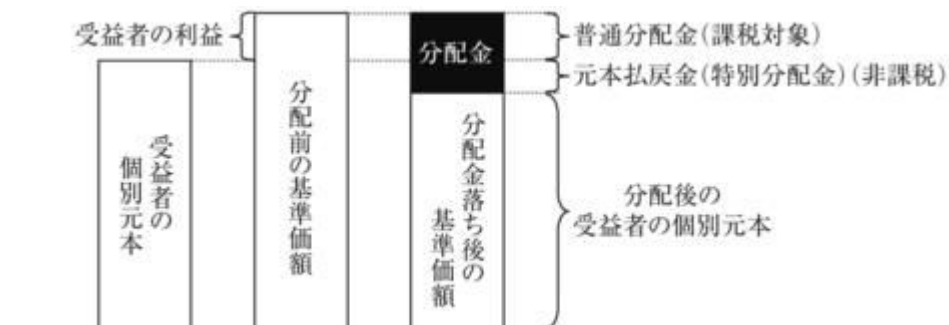 受益者の利益
分配金
普通分配金(課税対象)
元本払戻金(特別分配金)(非課税)
受益者の
個別元本
分配前の基準価額
分配金落ち後の
基準価額
分配後の
受益者の個別元本